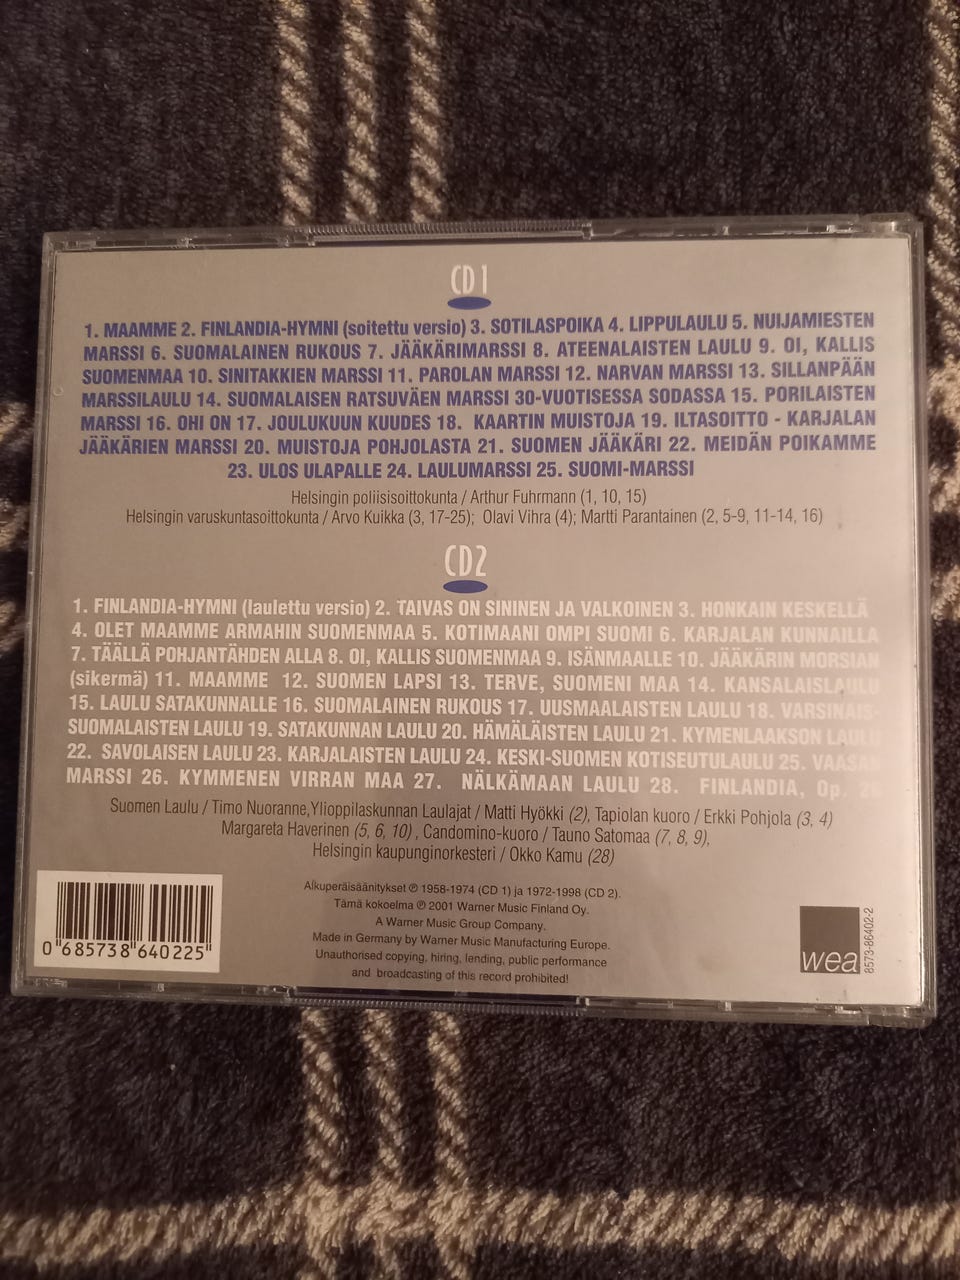 CD 1
1. MAAMME 2. FINLANDIA-HYMNI (soitettu versio) 3. SOTILASPOIKA 4. LIPPULAULU 5. NUIJAMIESTEN
MARSSI 6. SUOMALAINEN RUKOUS 7. JÄÄKÄRIMARSSI 8. ATEENALAISTEN LAULU 9. OI, KALLIS
SUOMENMAA 10. SINITAKKIEN MARSSI 11. PAROLAN MARSSI 12. NARVAN MARSSI 13. SILLANPÄÄN
MARSSILAULU 14. SUOMALAISEN RATSUVÄEN MARSSI 30-VUOTISESSA SODASSA 15. PORILAISTEN
MARSSI 16. OHI ON 17. JOULUKUUN KUUDES 18. KAARTIN MUISTOJA 19. ILTASOITTO - KARJALAN
JÄÄKÄRIEN MARSSI 20. MUISTOJA POHJOLASTA 21. SUOMEN JÄÄKÄRI 22. MEIDÄN POIKAMME
23. ULOS ULAPALLE 24. LAULUMARSSI 25. SUOMI-MARSSI
Helsingin poliisisoittokunta / Arthur Fuhrmann (1, 10, 15)
Helsingin varuskuntasoittokunta / Arvo Kuikka (3, 17-25); Olavi Vihra (4); Martti Parantainen (2, 5-9, 11-14, 16)
CD 2
1. FINLANDIA-HYMNI (laulettu versio) 2. TAIVAS ON SININEN JA VALKOINEN 3. HONKAIN KESKELLÄ
4. OLET MAAMME ARMAHIN SUOMENMAA 5. KOTIMAANI OMPI SUOMI 6. KARJALAN KUNNAILLA
7. TÄÄLLÄ POHJANTÄHDEN ALLA 8. OI, KALLIS SUOMENMAA 9. ISÄNMAALLE 10. JÄÄKÄRIN MORSIAN
(sikermä) 11. MAAMME 12. SUOMEN LAPSI 13. TERVE, SUOMENI MAA 14. KANSALAISLAULU
15. LAULU SATAKUNNALLE 16. SUOMALAINEN RUKOUS 17. UUSMAALAISTEN LAULU 18. VARSINAIS-
SUOMALAISTEN LAULU 19. SATAKUNNAN LAULU 20. HÄMÄLÄISTEN LAULU 21. KYMENLAAKSON LAULU
22. SAVOLAISEN LAULU 23. KARJALAISTEN LAULU 24. KESKI-SUOMEN KOTISEUTULAULU 25. VAASAN
MARSSI 26. KYMMENEN VIRRAN MAA 27. NÄLKÄMAAN LAULU 28. FINLANDIA, Op. 26
Suomen Laulu / Timo Nuoranne,Ylioppilaskunnan Laulajat / Matti Hyökki (2), Tapiolan kuoro / Erkki Pohjola (3, 4)
Margareta Haverinen (5, 6, 10) , Candomino-kuoro / Tauno Satomaa (7, 8, 9),
Helsingin kaupunginorkesteri / Okko Kamu (28)
Alkuperäisäänitykset ℗ 1958-1974 (CD 1) ja 1972-1998 (CD 2).
Tämä kokoelma ℗ 2001 Warner Music Finland Oy.
A Warner Music Group Company.
Made in Germany by Warner Music Manufacturing Europe.
Unauthorised copying, hiring, lending, public performance
and broadcasting of this record prohibited!
0 685738 640225
wea
8573-86402-2